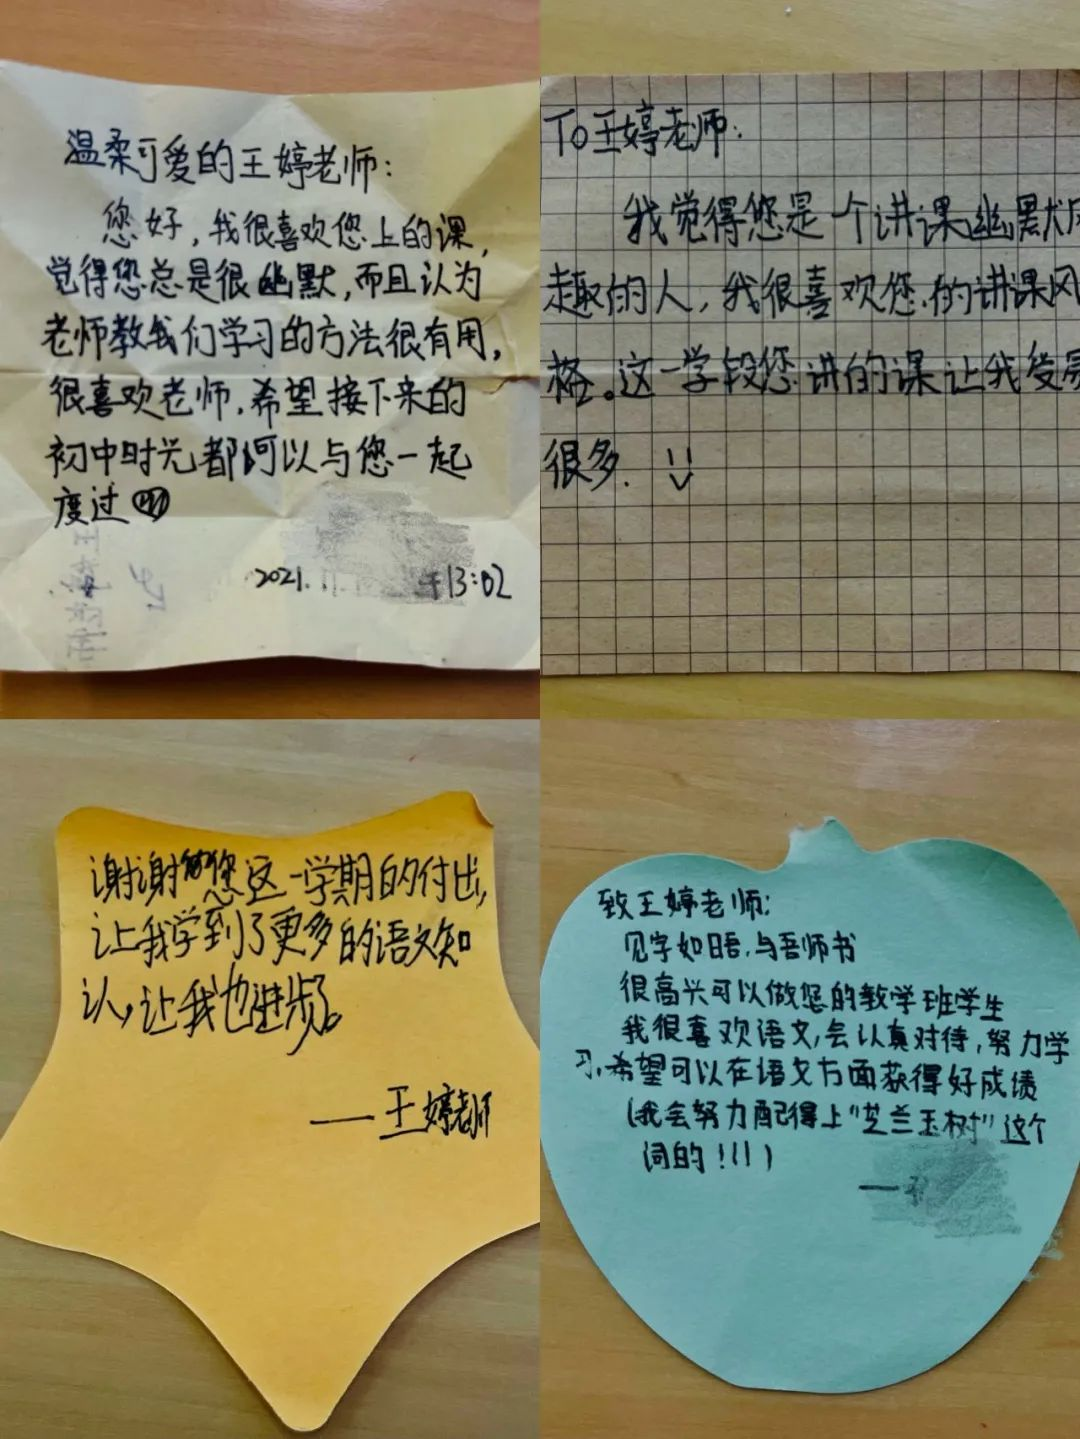 温柔可爱的王婷老师:
您好,我很喜欢您上的课,
觉得您总是很幽默,而且认为
老师教我们学习的方法很有用,
很喜欢老师,希望接下来的
初中时光都可以与您一起
度过
2021.11. 13:02
To王婷老师:
我觉得您是一个讲课幽默风
趣的人,我很喜欢您的讲课风
格。这一学段您讲的课让我受易
很多.
谢谢您这一学期的付出,
让我学到了更多的语文知
认,让我也进步了。
——王婷老师
致王婷老师:
见字如晤,与吾师书
很高兴可以做您的教学班学生
我很喜欢语文,会认真对待,努力学
习,希望可以在语文方面获得好成绩
(我会努力配得上"芝兰玉树"这个
词的!!!)